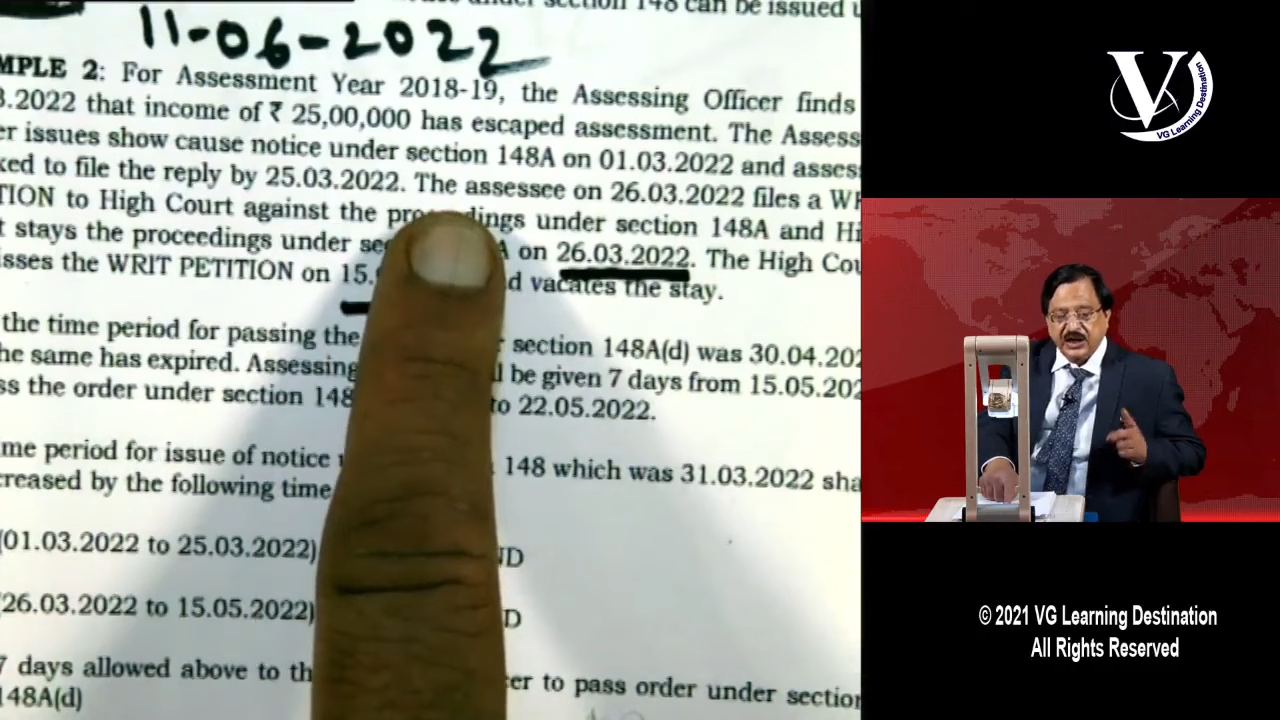 section 148 can be issued
11-06-2022
MPLE 2: For Assessment Year 2018-19, the Assessing Officer finds
.2022 that income of ₹ 25,00,000 has escaped assessment. The Assess
er issues show cause notice under section 148A on 01.03.2022 and assess
ked to file the reply by 25.03.2022. The assessee on 26.03.2022 files a W
TION to High Court against the pro dings under section 148A and Hi
t stays the proceedings under se on 26.03.2022. The High Cou
isses the WRIT PETITION on 15. d vacates the stay.
the time period for passing the section 148A(d) was 30.04.202
he same has expired. Assessing l be given 7 days from 15.05.202
ss the order under section 148 to 22.05.2022.
me period for issue of notice 148 which was 31.03.2022 sha
creased by the following time
(01.03.2022 to 25.03.2022) ND
(26.03.2022 to 15.05.2022) D
7 days allowed above to th er to pass order under section
148A(d)
V
VG Learning Destination
© 2021 VG Learning Destination
All Rights Reserved